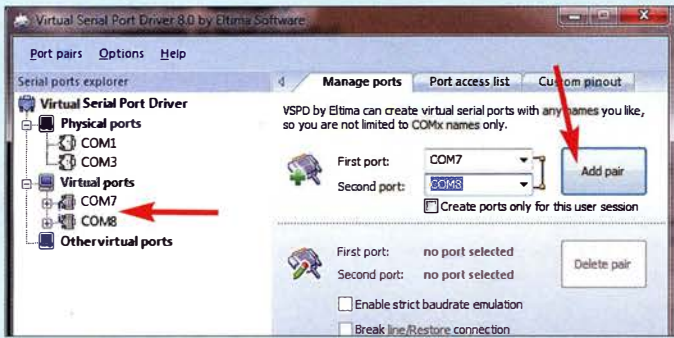 Virtual Serial Port Driver 8.0 by Eltima Software
Port pairs Options Help
Serial ports explorer
Virtual Serial Port Driver
Physical ports
COM1
COM3
Virtual ports
COM7
COM8
Other virtual ports
Manage ports Port access list Custom pinout
VSPD by Eltima can create virtual serial ports with any names you like,
so you are not limited to COMx names only.
First port: COM7
Second port: COM8
Add pair
Create ports only for this user session
First port: no port selected
Second port: no port selected
Delete pair
Enable strict baudrate emulation
Break line/Restore connection